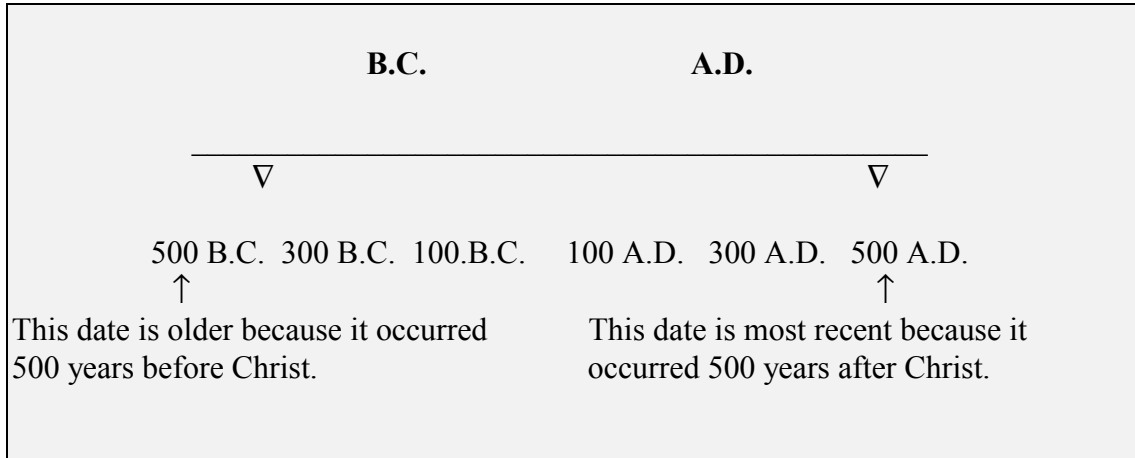 B.C. A.D.
∇ ∇
500 B.C. 300 B.C. 100.B.C. 100 A.D. 300 A.D. 500 A.D.
↑ ↑
This date is older because it occurred
500 years before Christ.
This date is most recent because it
occurred 500 years after Christ.